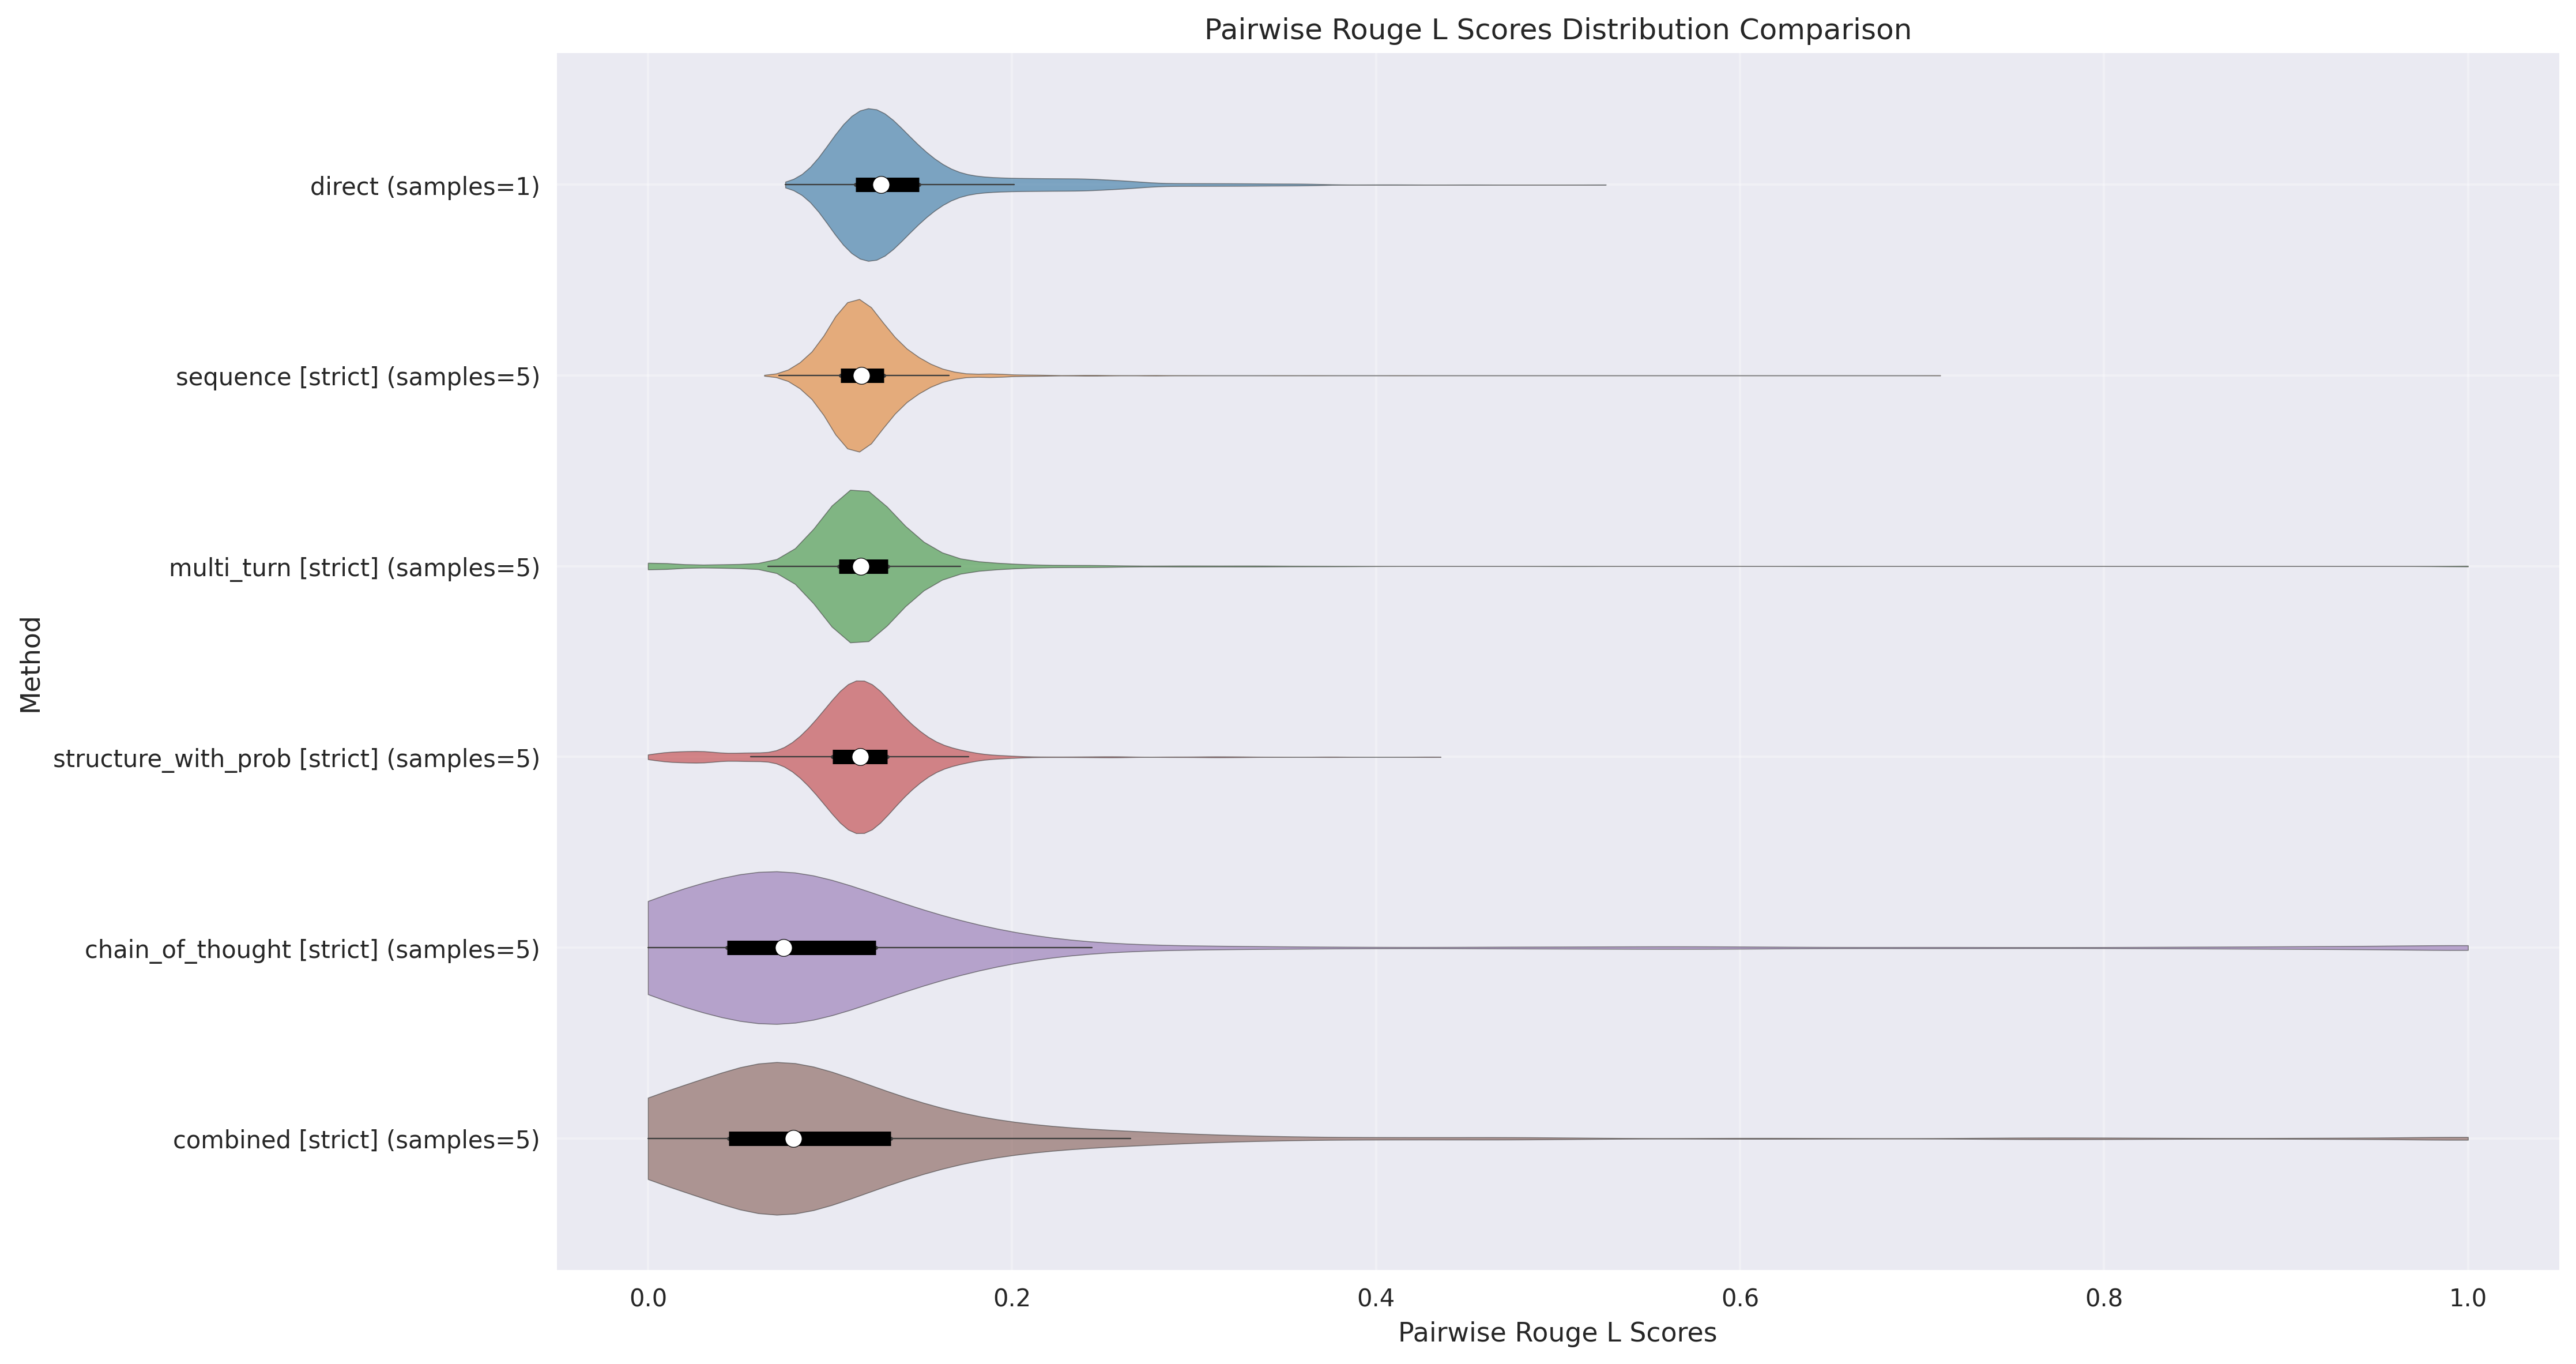 Pairwise Rouge L Scores Distribution Comparison
Method
direct (samples=1)
sequence [strict] (samples=5)
multi_turn [strict] (samples=5)
structure_with_prob [strict] (samples=5)
chain_of_thought [strict] (samples=5)
combined [strict] (samples=5)
0.0 0.2 0.4 0.6 0.8 1.0
Pairwise Rouge L Scores